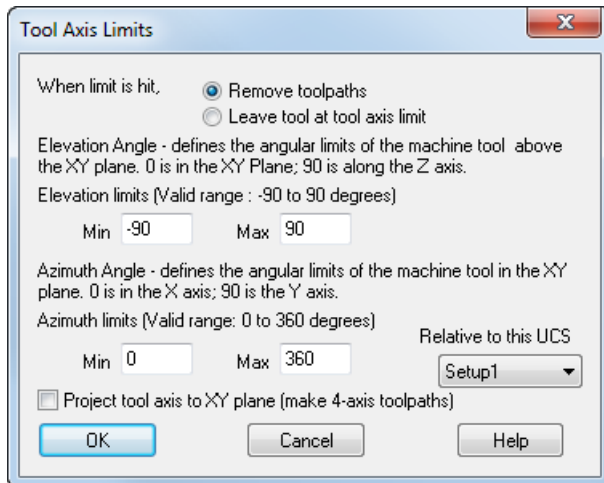 Tool Axis Limits
When limit is hit,
Remove toolpaths
Leave tool at tool axis limit
Elevation Angle - defines the angular limits of the machine tool above
the XY plane. 0 is in the XY Plane; 90 is along the Z axis.
Elevation limits (Valid range : -90 to 90 degrees)
Min -90 Max 90
Azimuth Angle - defines the angular limits of the machine tool in the XY
plane. 0 is in the X axis; 90 is the Y axis.
Azimuth limits (Valid range: 0 to 360 degrees)
Relative to this UCS
Min 0 Max 360
Setup1
Project tool axis to XY plane (make 4-axis toolpaths)
OK Cancel Help